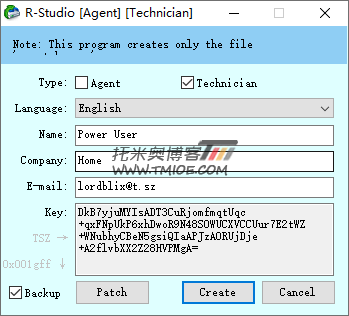 R-Studio [Agent] [Technician]
Note: This program creates only the file
Type: Agent Technician
Language: English
Name: Power User
Company: Home
托米奥博客
WWW.TMIOE.COM
E-mail: lordblix@t.sz
Key: DkB7yjuMYIsADT3CuRjomfmqtUqc
+qxFNpUkP6xhDwoR9N48SOWUCXVCCUur7E2tWZ
TSZ → +WNubhyCBeN5gsiQIaAPJzAORUjDje
0x001gff ↓ +A2flvbXX2Z28HVPMgA=
Backup Patch Create Cancel